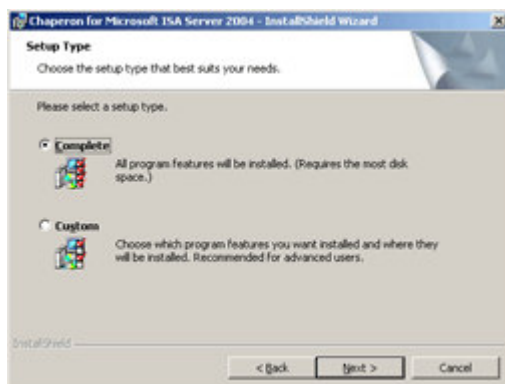 Chaperon for Microsoft ISA Server 2004 - InstallShield Wizard
Setup Type
Choose the setup type that best suits your needs.
Please select a setup type.
Complete
All program features will be installed. (Requires the most disk
space.)
Custom
Choose which program features you want installed and where they
will be installed. Recommended for advanced users.
InstallShield
< Back
Next >
Cancel